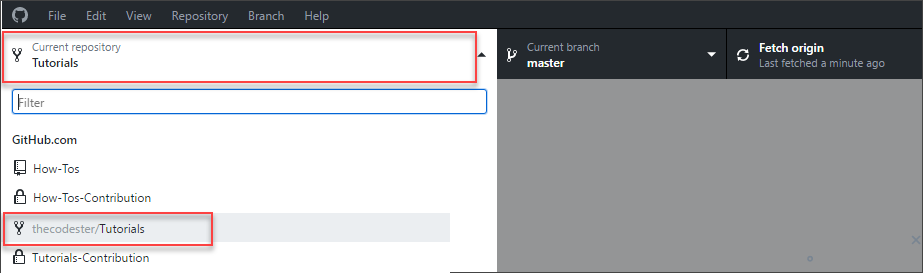 File Edit View Repository Branch Help
Current repository
Tutorials
Current branch
master
Fetch origin
Last fetched a minute ago
Filter
GitHub.com
How-Tos
How-Tos-Contribution
thecodester/Tutorials
Tutorials-Contribution